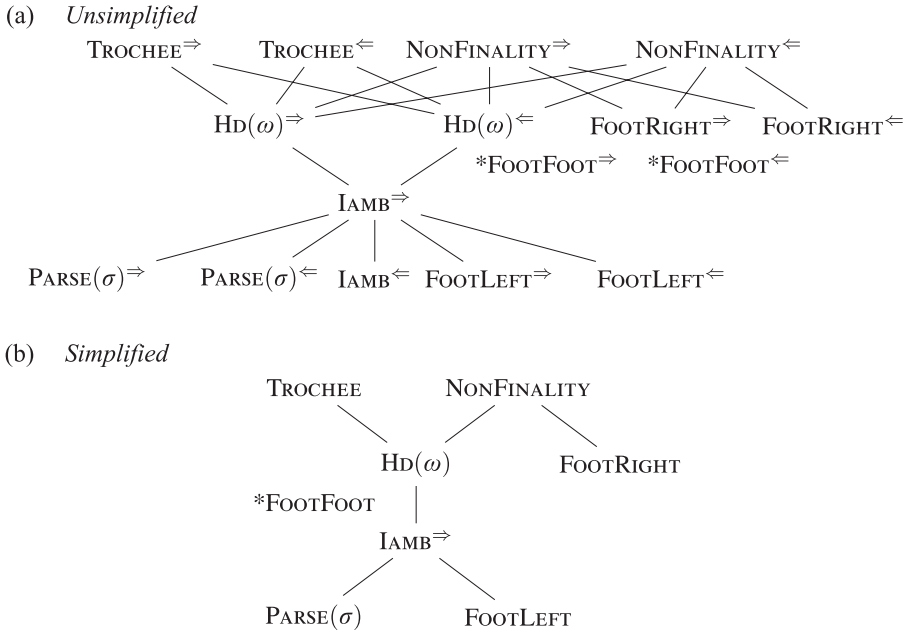 (a) Unsimplified
TROCHEE⇒ TROCHEE⇐ NONFINALITY⇒ NONFINALITY⇐
HD(ω)⇒ HD(ω)⇐ FOOTRIGHT⇒ FOOTRIGHT⇐
*FOOTFOOT⇒ *FOOTFOOT⇐
IAMB⇒
PARSE(σ)⇒ PARSE(σ)⇐ IAMB⇐ FOOTLEFT⇒ FOOTLEFT⇐
(b) Simplified
TROCHEE NONFINALITY
HD(ω) FOOTRIGHT
*FOOTFOOT
IAMB⇒
PARSE(σ) FOOTLEFT